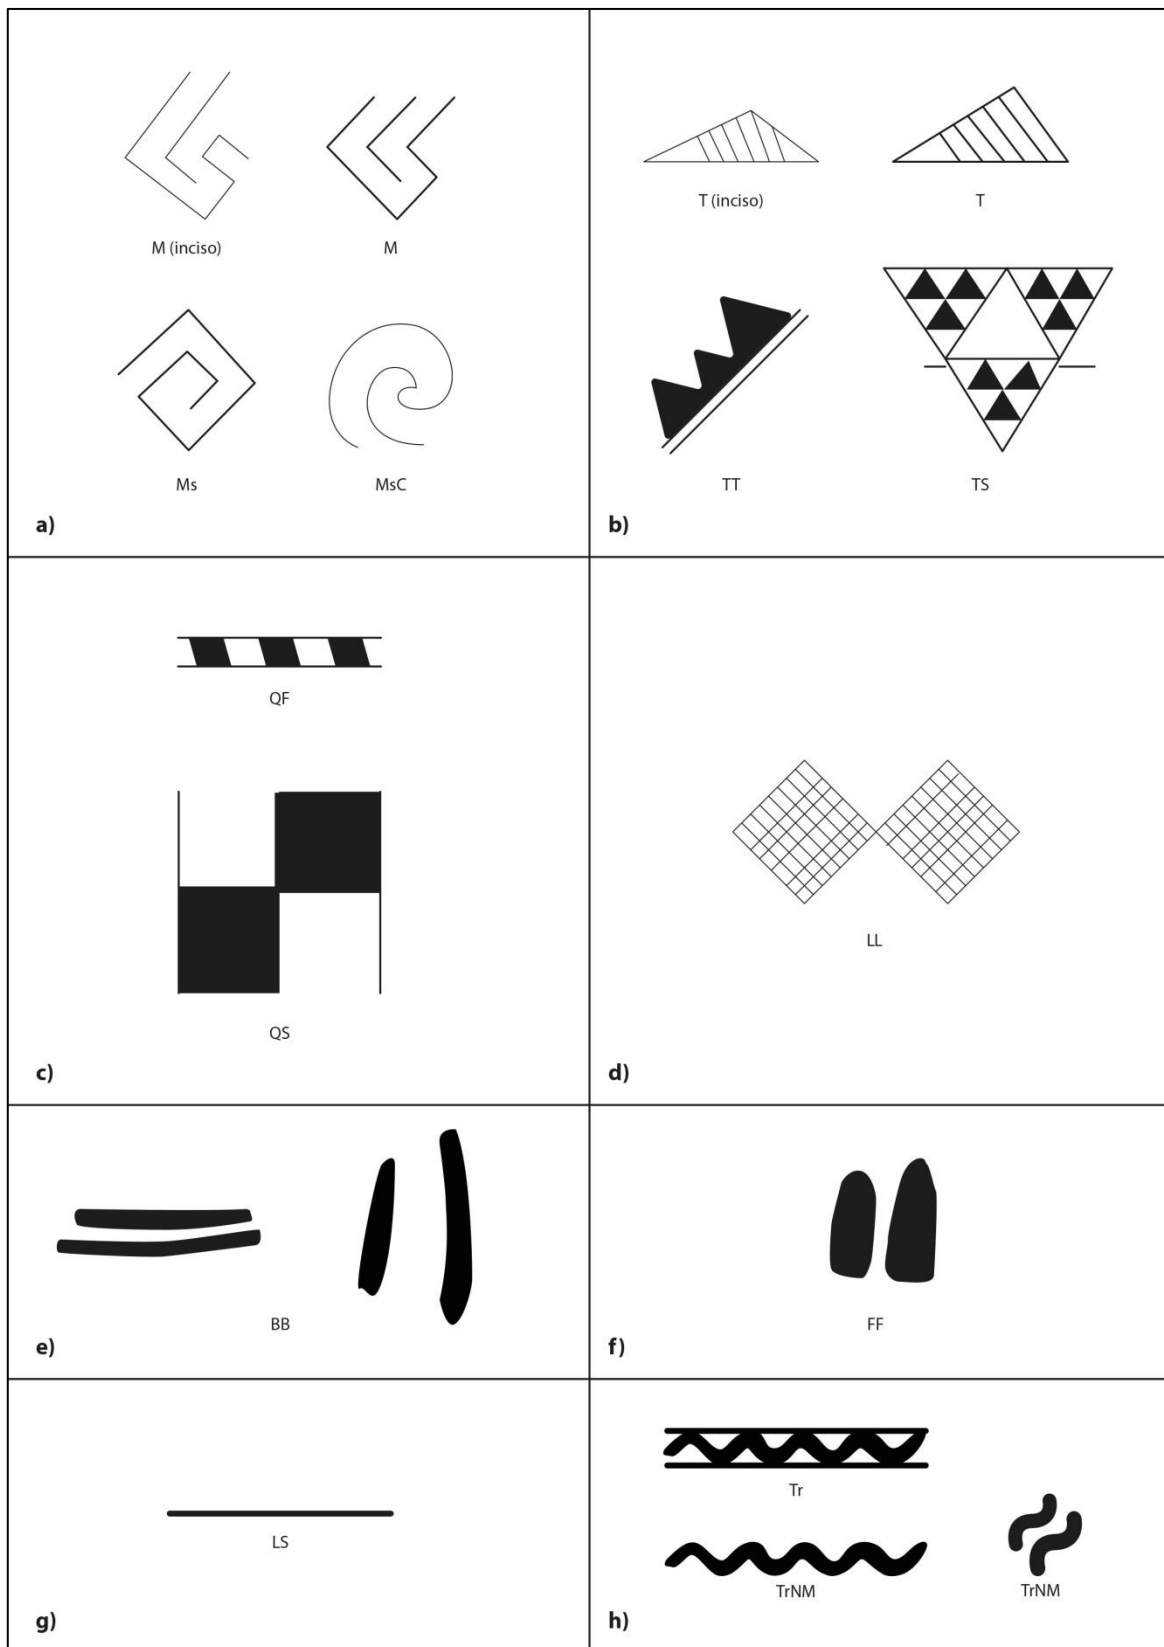 M (inciso)
M
Ms
MsC
a)
T (inciso)
T
TT
TS
b)
QF
QS
c)
LL
d)
BB
e)
FF
f)
LS
g)
Tr
TrNM
TrNM
h)